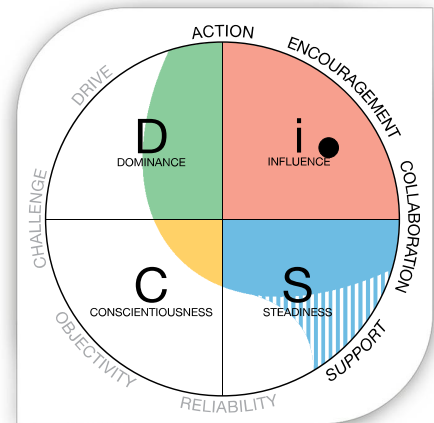 ACTION
ENCOURAGEMENT
DRIVE
D
DOMINANCE
i
INFLUENCE
CHALLENGE
COLLABORATION
C
CONSCIENTIOUSNESS
S
STEADINESS
OBJECTIVITY
SUPPORT
RELIABILITY